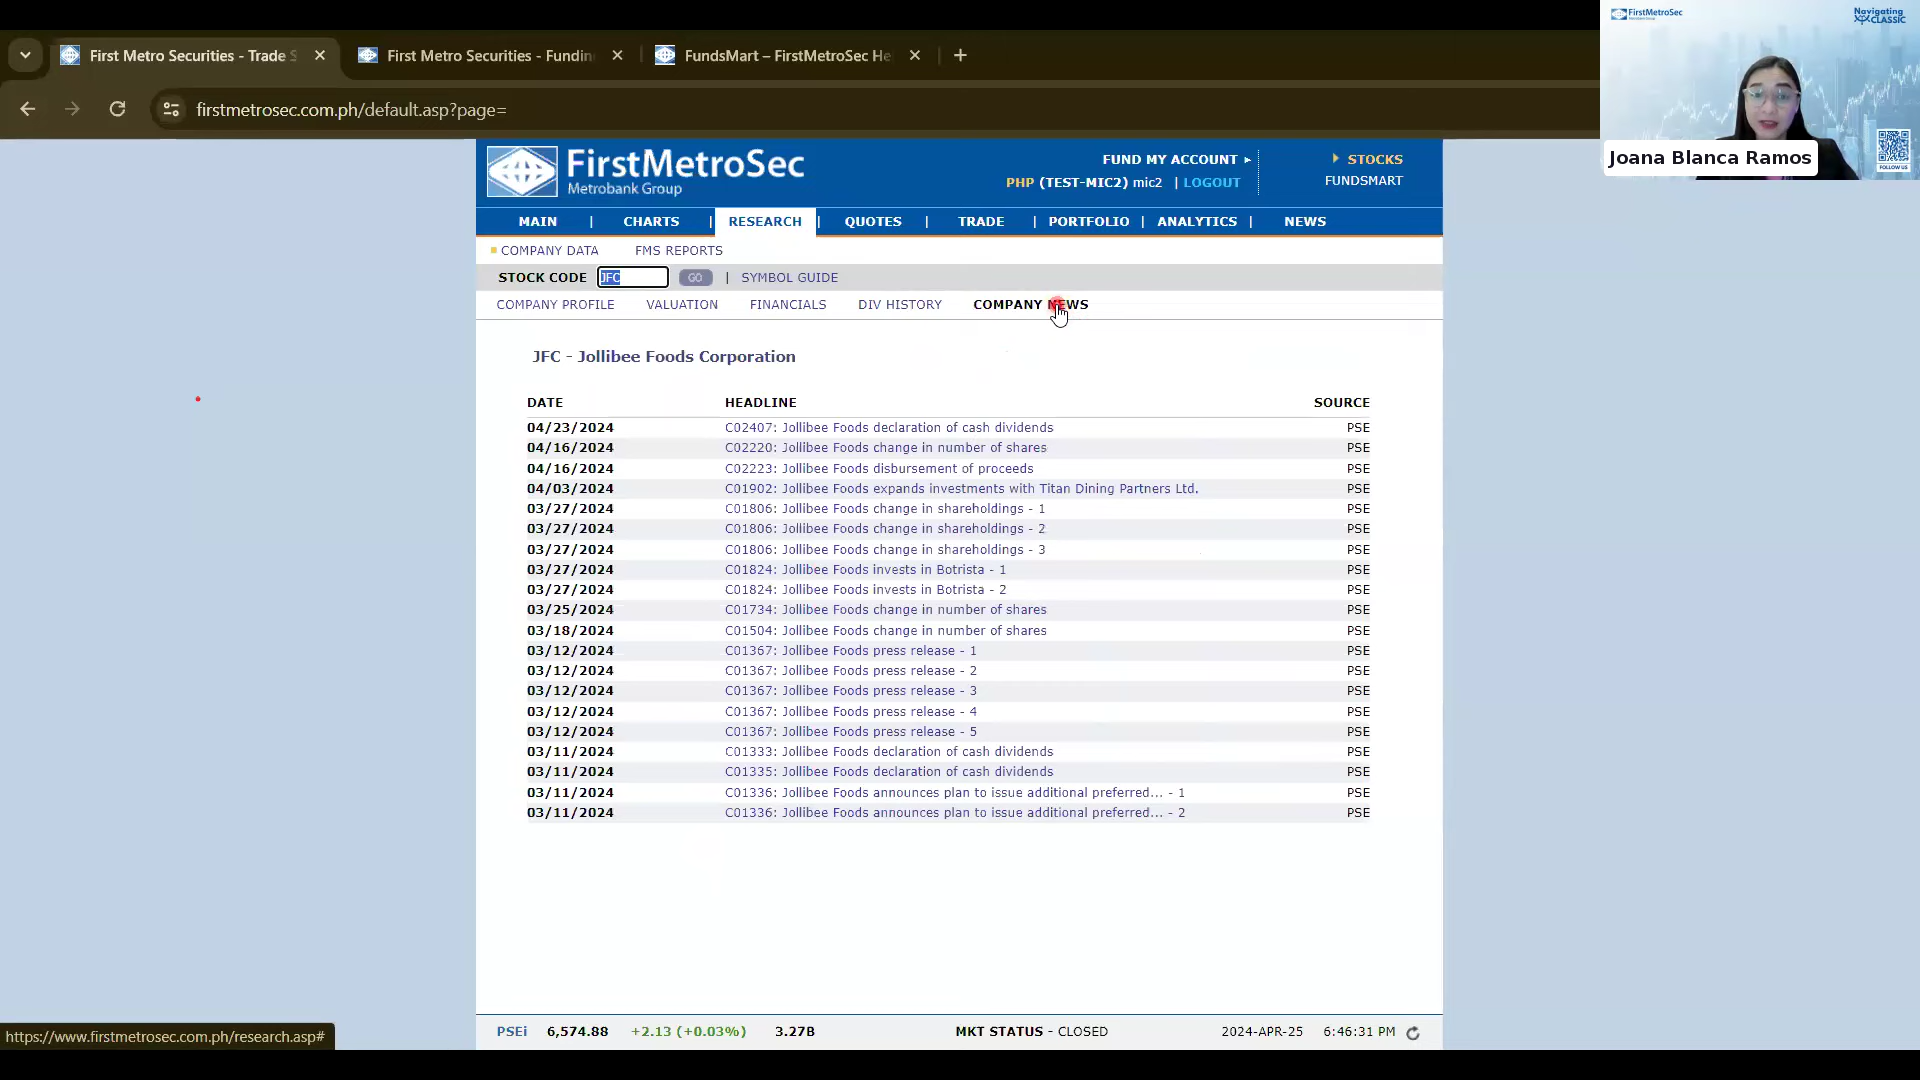 First Metro Securities - Trade S
First Metro Securities - Fundin
FundsMart – FirstMetroSec He
firstmetrosec.com.ph/default.asp?page=
FirstMetroSec
Navigating
CLASSIC
FOLLOW US
Joana Blanca Ramos
FirstMetroSec
Metrobank Group
FUND MY ACCOUNT
STOCKS
PHP (TEST-MIC2) mic2 | LOGOUT
FUNDSMART
MAIN | CHARTS | RESEARCH | QUOTES | TRADE | PORTFOLIO | ANALYTICS | NEWS
COMPANY DATA FMS REPORTS
STOCK CODE JFC GO | SYMBOL GUIDE
COMPANY PROFILE VALUATION FINANCIALS DIV HISTORY COMPANY NEWS
JFC - Jollibee Foods Corporation
DATE HEADLINE SOURCE
04/23/2024 C02407: Jollibee Foods declaration of cash dividends PSE
04/16/2024 C02220: Jollibee Foods change in number of shares PSE
04/16/2024 C02223: Jollibee Foods disbursement of proceeds PSE
04/03/2024 C01902: Jollibee Foods expands investments with Titan Dining Partners Ltd. PSE
03/27/2024 C01806: Jollibee Foods change in shareholdings - 1 PSE
03/27/2024 C01806: Jollibee Foods change in shareholdings - 2 PSE
03/27/2024 C01806: Jollibee Foods change in shareholdings - 3 PSE
03/27/2024 C01824: Jollibee Foods invests in Botrista - 1 PSE
03/27/2024 C01824: Jollibee Foods invests in Botrista - 2 PSE
03/25/2024 C01734: Jollibee Foods change in number of shares PSE
03/18/2024 C01504: Jollibee Foods change in number of shares PSE
03/12/2024 C01367: Jollibee Foods press release - 1 PSE
03/12/2024 C01367: Jollibee Foods press release - 2 PSE
03/12/2024 C01367: Jollibee Foods press release - 3 PSE
03/12/2024 C01367: Jollibee Foods press release - 4 PSE
03/12/2024 C01367: Jollibee Foods press release - 5 PSE
03/11/2024 C01333: Jollibee Foods declaration of cash dividends PSE
03/11/2024 C01335: Jollibee Foods declaration of cash dividends PSE
03/11/2024 C01336: Jollibee Foods announces plan to issue additional preferred... - 1 PSE
03/11/2024 C01336: Jollibee Foods announces plan to issue additional preferred... - 2 PSE
https://www.firstmetrosec.com.ph/research.asp#
PSEi 6,574.88 +2.13 (+0.03%) 3.27B MKT STATUS - CLOSED 2024-APR-25 6:46:31 PM